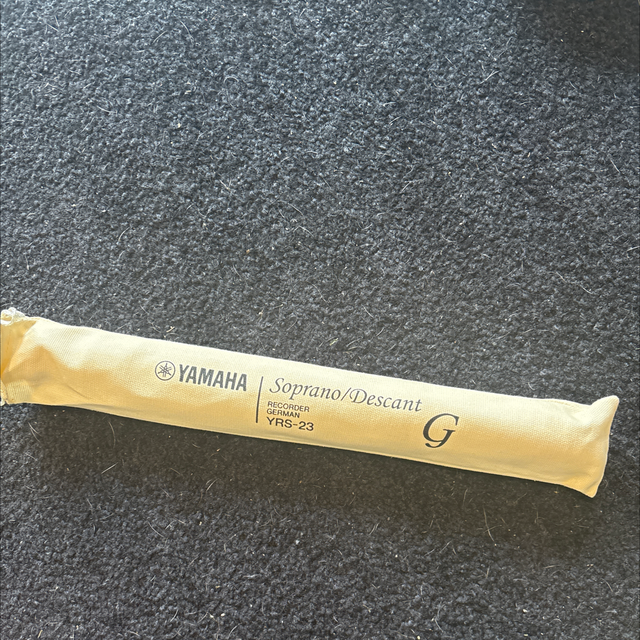 YAMAHA
Soprano/Descant
RECORDER
GERMAN
YRS-23
G